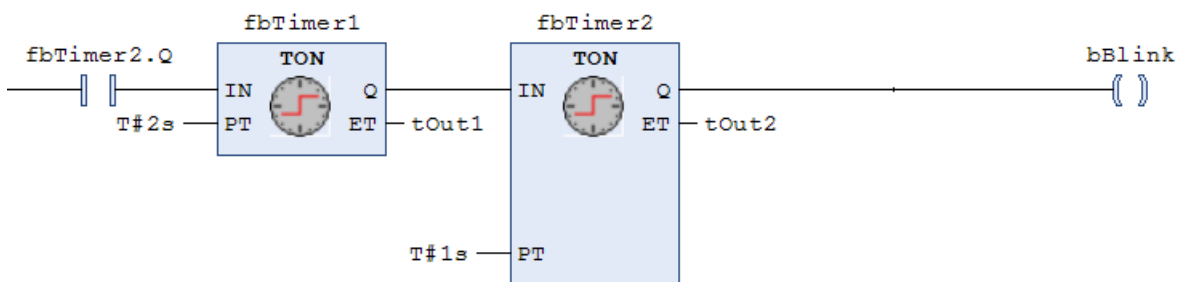 fbTimer1 fbTimer2
fbTimer2.Q TON TON bBlink
IN Q IN Q
T#2s PT ET tOut1 ET tOut2
T#1s PT